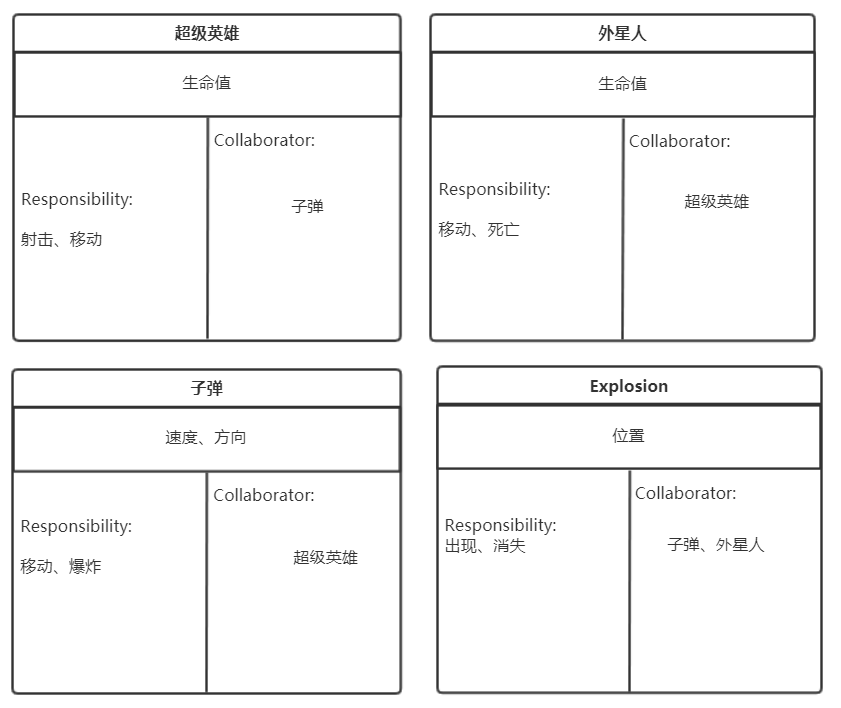 超级英雄
生命值
Responsibility:
射击、移动
Collaborator:
子弹
外星人
生命值
Responsibility:
移动、死亡
Collaborator:
超级英雄
子弹
速度、方向
Responsibility:
移动、爆炸
Collaborator:
超级英雄
Explosion
位置
Responsibility:
出现、消失
Collaborator:
子弹、外星人